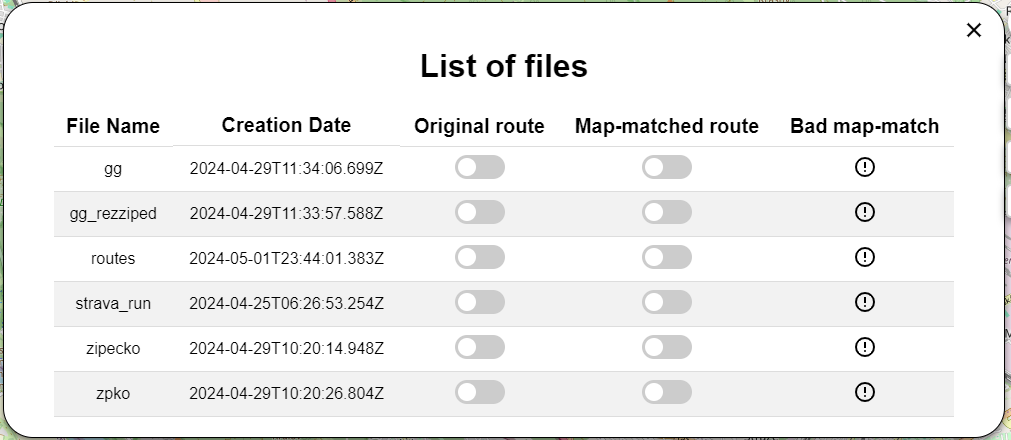 List of files
File Name Creation Date Original route Map-matched route Bad map-match
gg 2024-04-29T11:34:06.699Z
gg_rezziped 2024-04-29T11:33:57.588Z
routes 2024-05-01T23:44:01.383Z
strava_run 2024-04-25T06:26:53.254Z
zipecko 2024-04-29T10:20:14.948Z
zpko 2024-04-29T10:20:26.804Z